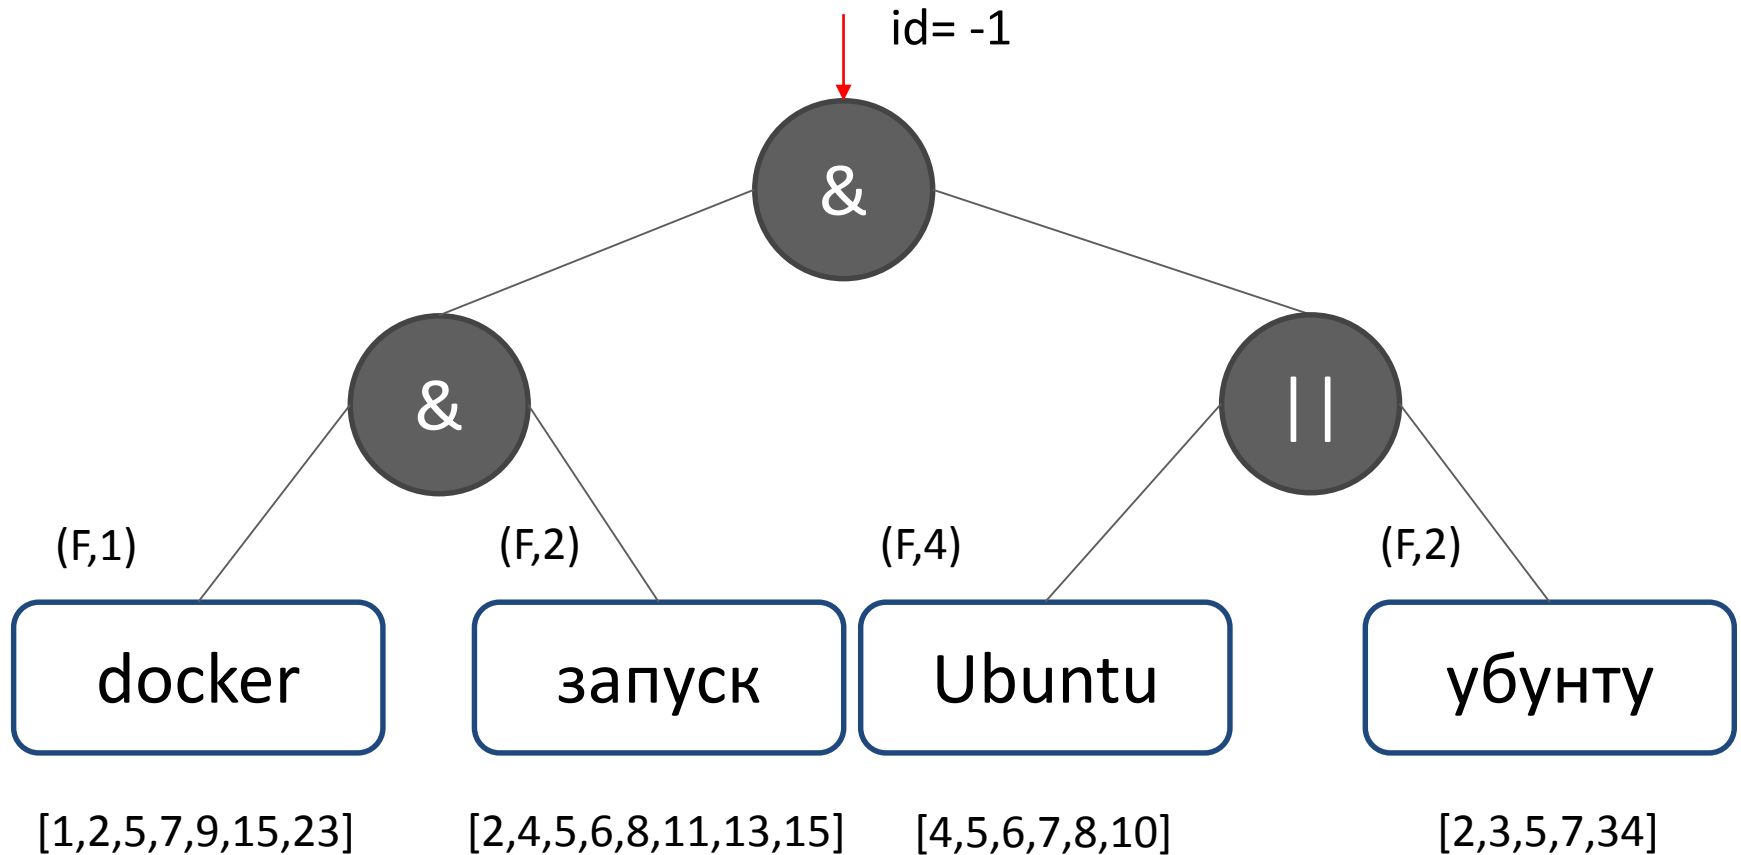 id= -1
&
&
||
(F,1)
(F,2)
(F,4)
(F,2)
docker
запуск
Ubuntu
убунту
[1,2,5,7,9,15,23]
[2,4,5,6,8,11,13,15]
[4,5,6,7,8,10]
[2,3,5,7,34]